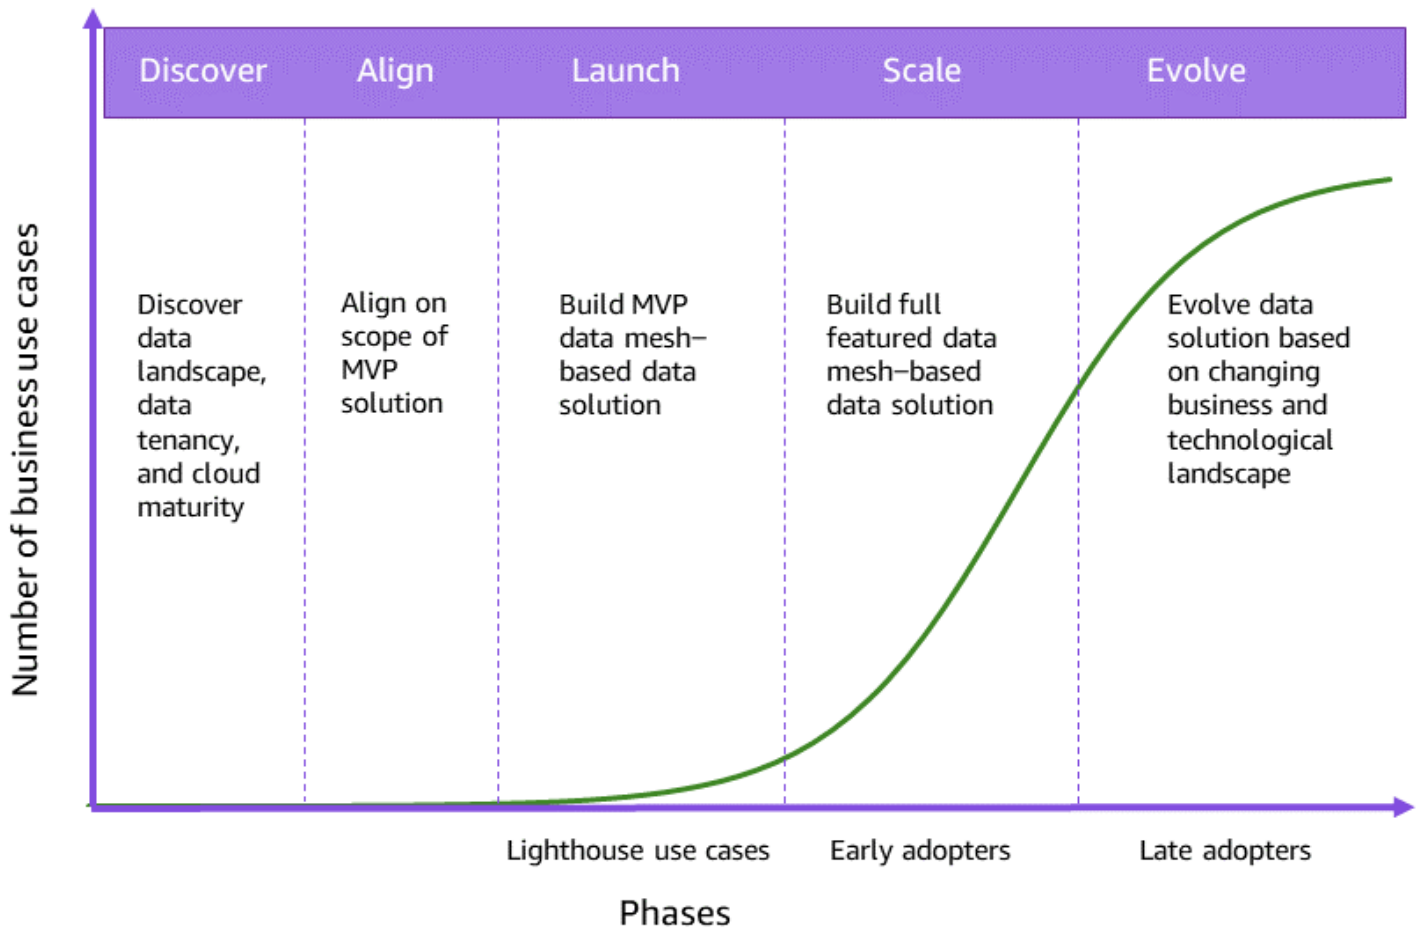 Discover Align Launch Scale Evolve
Number of business use cases
Discover
data
landscape,
data
tenancy,
and cloud
maturity
Align on
scope of
MVP
solution
Build MVP
data mesh–
based data
solution
Build full
featured data
mesh–based
data solution
Evolve data
solution based
on changing
business and
technological
landscape
Lighthouse use cases
Early adopters
Late adopters
Phases